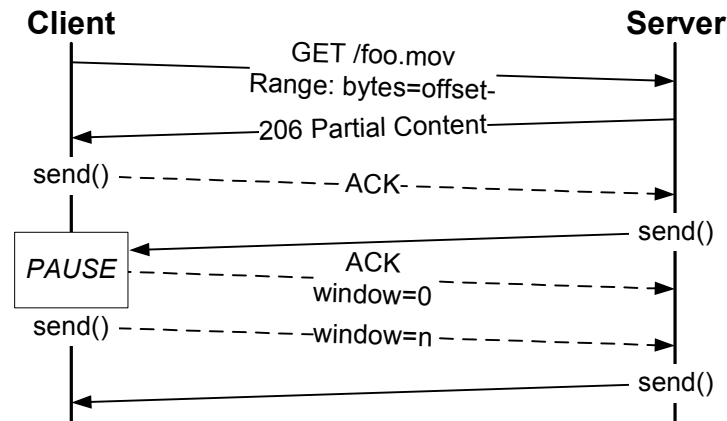 Client
Server
GET /foo.mov
Range: bytes=offset-
206 Partial Content
send()
ACK
send()
PAUSE
ACK
window=0
send()
window=n
send()